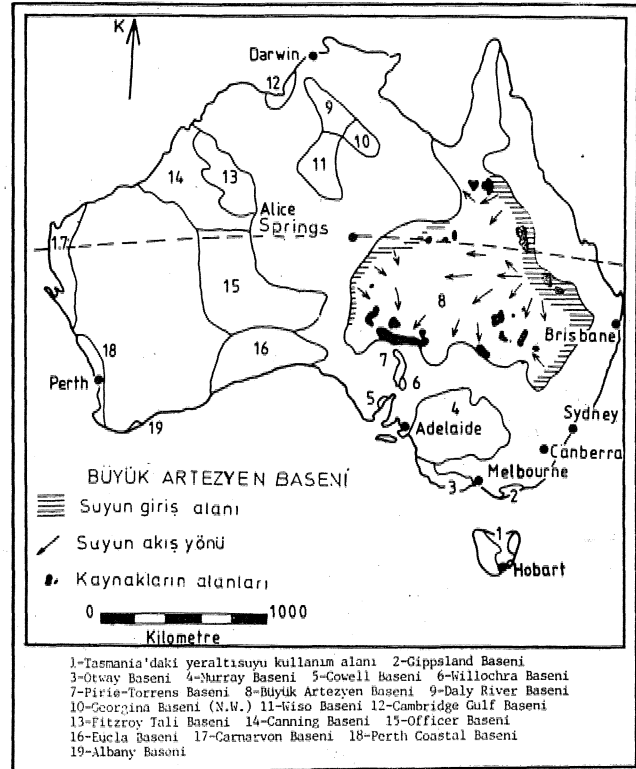 K
Darwin
12
9
10
11
14
13
Alice
Springs
17
15
8
16
18
Brisbane
7
Perth
6
5
4
19
Adelaide
Sydney
Canberra
Melbourne
3
2
BÜYÜK ARTEZYEN BASENİ
Suyun giriş alanı
Suyun akış yönü
Kaynakların alanları
1
Hobart
0 1000
Kilometre
1=Tasmania'daki yeraltısuyu kullanım alanı 2-Gippsland Baseni
3=Otway Baseni 4=Murray Baseni 5=Cowell Baseni 6=Willochra Baseni
7-Pirie-Torrens Baseni 8=Büyük Artezyen Baseni 9=Daly River Baseni
10=Georgina Baseni (N.W.) 11-Wiso Baseni 12=Cambridge Gulf Baseni
13=Fitzroy Tali Baseni 14=Canning Baseni 15=Officer Baseni
16=Eucla Baseni 17=Carnarvon Baseni 18=Perth Coastal Baseni
19=Albany Baseni